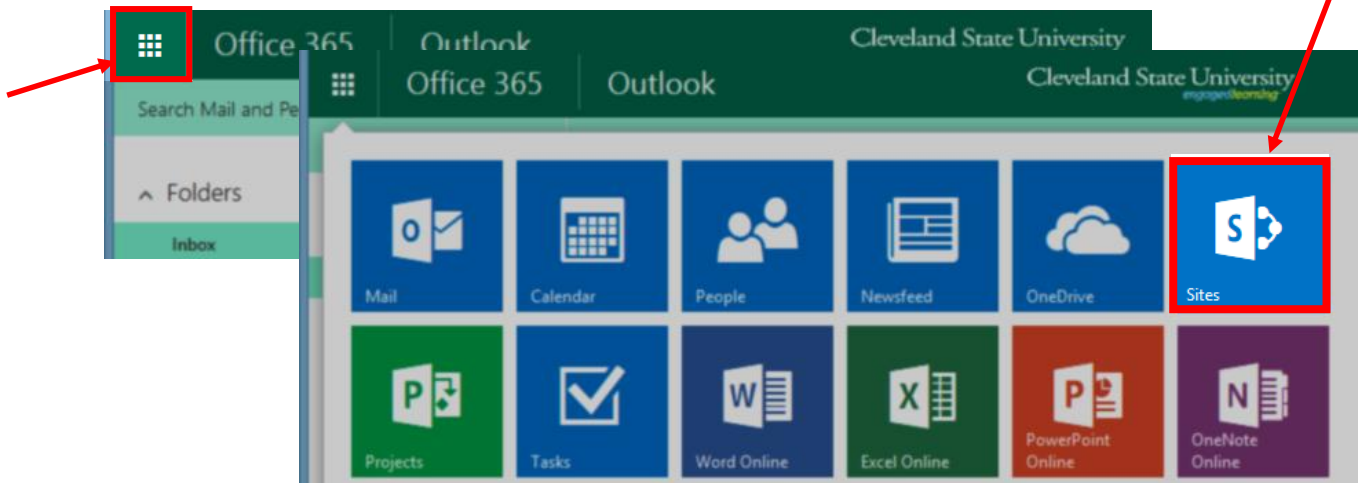 Office 365 Outlook Cleveland State University
Search Mail and Pe
Folders
Inbox
Office 365 Outlook Cleveland State University
engagedlearning
O
S
Mail Calendar People Newsfeed OneDrive Sites
P W X P N
Projects Tasks Word Online Excel Online PowerPoint Online OneNote Online